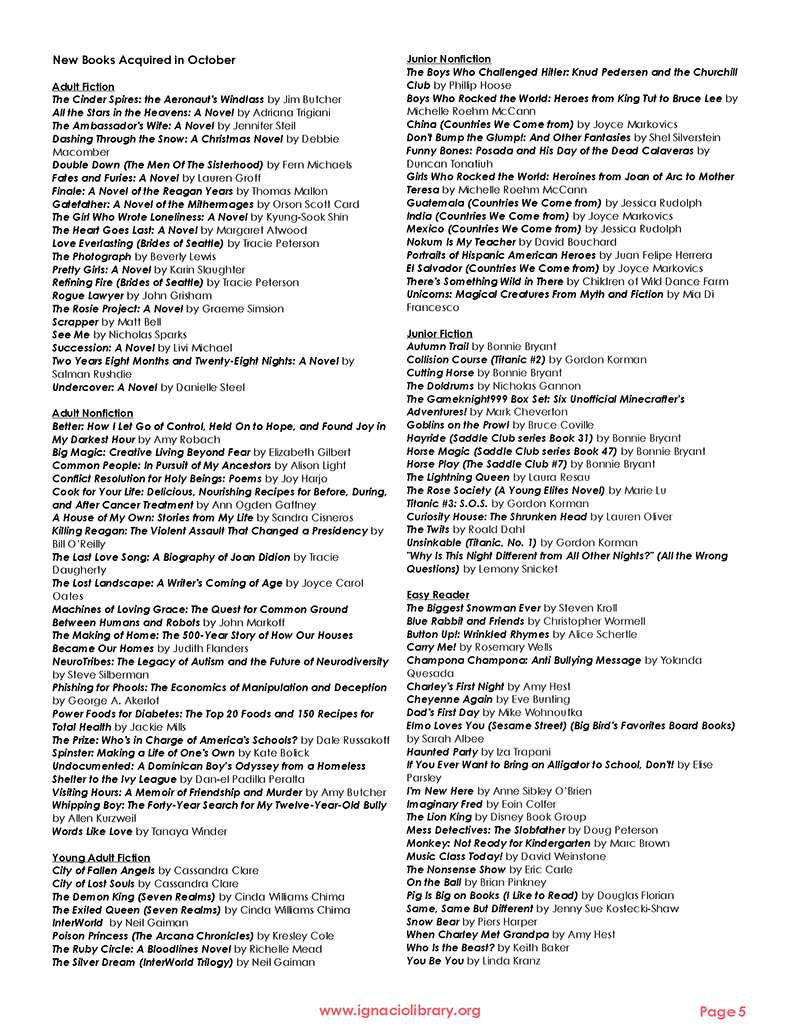 New Books Acquired in October
Adult Fiction
The Cinder Spires: the Aeronaut's Windlass by Jim Butcher
All the Stars in the Heavens: A Novel by Adriana Trigiani
The Ambassador's Wife: A Novel by Jennifer Steil
Dashing Through the Snow: A Christmas Novel by Debbie
Macomber
Double Down (The Men Of The Sisterhood) by Fern Michaels
Fates and Furies: A Novel by Lauren Groff
Finale: A Novel of the Reagan Years by Thomas Mallon
Gatefather: A Novel of the Mithermages by Orson Scott Card
The Girl Who Wrote Loneliness: A Novel by Kyung-Sook Shin
The Heart Goes Last: A Novel by Margaret Atwood
Love Everlasting (Brides of Seattle) by Tracie Peterson
The Photograph by Beverly Lewis
Pretty Girls: A Novel by Karin Slaughter
Refining Fire (Brides of Seattle) by Tracie Peterson
Rogue Lawyer by John Grisham
The Rosie Project: A Novel by Graeme Simsion
Scrapper by Matt Bell
See Me by Nicholas Sparks
Succession: A Novel by Livi Michael
Two Years Eight Months and Twenty-Eight Nights: A Novel by
Salman Rushdie
Undercover: A Novel by Danielle Steel
Adult Nonfiction
Better: How I Let Go of Control, Held On to Hope, and Found Joy in
My Darkest Hour by Amy Robach
Big Magic: Creative Living Beyond Fear by Elizabeth Gilbert
Common People: In Pursuit of My Ancestors by Alison Light
Conflict Resolution for Holy Beings: Poems by Joy Harjo
Cook for Your Life: Delicious, Nourishing Recipes for Before, During,
and After Cancer Treatment by Ann Ogden Gaffney
A House of My Own: Stories from My Life by Sandra Cisneros
Killing Reagan: The Violent Assault That Changed a Presidency by
Bill O'Reilly
The Last Love Song: A Biography of Joan Didion by Tracie
Daugherty
The Lost Landscape: A Writer's Coming of Age by Joyce Carol
Oates
Machines of Loving Grace: The Quest for Common Ground
Between Humans and Robots by John Markoff
The Making of Home: The 500-Year Story of How Our Houses
Became Our Homes by Judith Flanders
NeuroTribes: The Legacy of Autism and the Future of Neurodiversity
by Steve Silberman
Phishing for Phools: The Economics of Manipulation and Deception
by George A. Akerlof
Power Foods for Diabetes: The Top 20 Foods and 150 Recipes for
Total Health by Jackie Mills
The Prize: Who's in Charge of America's Schools? by Dale Russakoff
Spinster: Making a Life of One's Own by Kate Bolick
Undocumented: A Dominican Boy's Odyssey from a Homeless
Shelter to the Ivy League by Dan-el Padilla Peralta
Visiting Hours: A Memoir of Friendship and Murder by Amy Butcher
Whipping Boy: The Forty-Year Search for My Twelve-Year-Old Bully
by Allen Kurzweil
Words Like Love by Tanaya Winder
Young Adult Fiction
City of Fallen Angels by Cassandra Clare
City of Lost Souls by Cassandra Clare
The Demon King (Seven Realms) by Cinda Williams Chima
The Exiled Queen (Seven Realms) by Cinda Williams Chima
InterWorld by Neil Gaiman
Poison Princess (The Arcana Chronicles) by Kresley Cole
The Ruby Circle: A Bloodlines Novel by Richelle Mead
The Silver Dream (InterWorld Trilogy) by Neil Gaiman
Junior Nonfiction
The Boys Who Challenged Hitler: Knud Pedersen and the Churchill
Club by Phillip Hoose
Boys Who Rocked the World: Heroes from King Tut to Bruce Lee by
Michelle Roehm McCann
China (Countries We Come from) by Joyce Markovics
Don't Bump the Glump!: And Other Fantasies by Shel Silverstein
Funny Bones: Posada and His Day of the Dead Calaveras by
Duncan Tonatiuh
Girls Who Rocked the World: Heroines from Joan of Arc to Mother
Teresa by Michelle Roehm McCann
Guatemala (Countries We Come from) by Jessica Rudolph
India (Countries We Come from) by Joyce Markovics
Mexico (Countries We Come from) by Jessica Rudolph
Nokum Is My Teacher by David Bouchard
Portraits of Hispanic American Heroes by Juan Felipe Herrera
El Salvador (Countries We Come from) by Joyce Markovics
There's Something Wild in There by Children of Wild Dance Farm
Unicorns: Magical Creatures From Myth and Fiction by Mia Di
Francesco
Junior Fiction
Autumn Trail by Bonnie Bryant
Collision Course (Titanic #2) by Gordon Korman
Cutting Horse by Bonnie Bryant
The Doldrums by Nicholas Gannon
The Gameknight999 Box Set: Six Unofficial Minecrafter's
Adventures! by Mark Cheverton
Goblins on the Prowl by Bruce Coville
Hayride (Saddle Club series Book 31) by Bonnie Bryant
Horse Magic (Saddle Club series Book 47) by Bonnie Bryant
Horse Play (The Saddle Club #7) by Bonnie Bryant
The Lightning Queen by Laura Resau
The Rose Society (A Young Elites Novel) by Marie Lu
Titanic #3: S.O.S. by Gordon Korman
Curiosity House: The Shrunken Head by Lauren Oliver
The Twits by Roald Dahl
Unsinkable (Titanic, No. 1) by Gordon Korman
"Why Is This Night Different from All Other Nights?" (All the Wrong
Questions) by Lemony Snicket
Easy Reader
The Biggest Snowman Ever by Steven Kroll
Blue Rabbit and Friends by Christopher Wormell
Button Up!: Wrinkled Rhymes by Alice Schertle
Carry Me! by Rosemary Wells
Champona Champona: Anti Bullying Message by Yolanda
Quesada
Charley's First Night by Amy Hest
Cheyenne Again by Eve Bunting
Dad's First Day by Mike Wohnoutka
Elmo Loves You (Sesame Street) (Big Bird's Favorites Board Books)
by Sarah Albee
Haunted Party by Iza Trapani
If You Ever Want to Bring an Alligator to School, Don't! by Elise
Parsley
I'm New Here by Anne Sibley O'Brien
Imaginary Fred by Eoin Colfer
The Lion King by Disney Book Group
Mess Detectives: The Slobfather by Doug Peterson
Monkey: Not Ready for Kindergarten by Marc Brown
Music Class Today! by David Weinstone
The Nonsense Show by Eric Carle
On the Ball by Brian Pinkney
Pig Is Big on Books (I Like to Read) by Douglas Florian
Same, Same But Different by Jenny Sue Kostecki-Shaw
Snow Bear by Piers Harper
When Charley Met Grandpa by Amy Hest
Who Is the Beast? by Keith Baker
You Be You by Linda Kranz
www.ignaciolibrary.org
Page 5